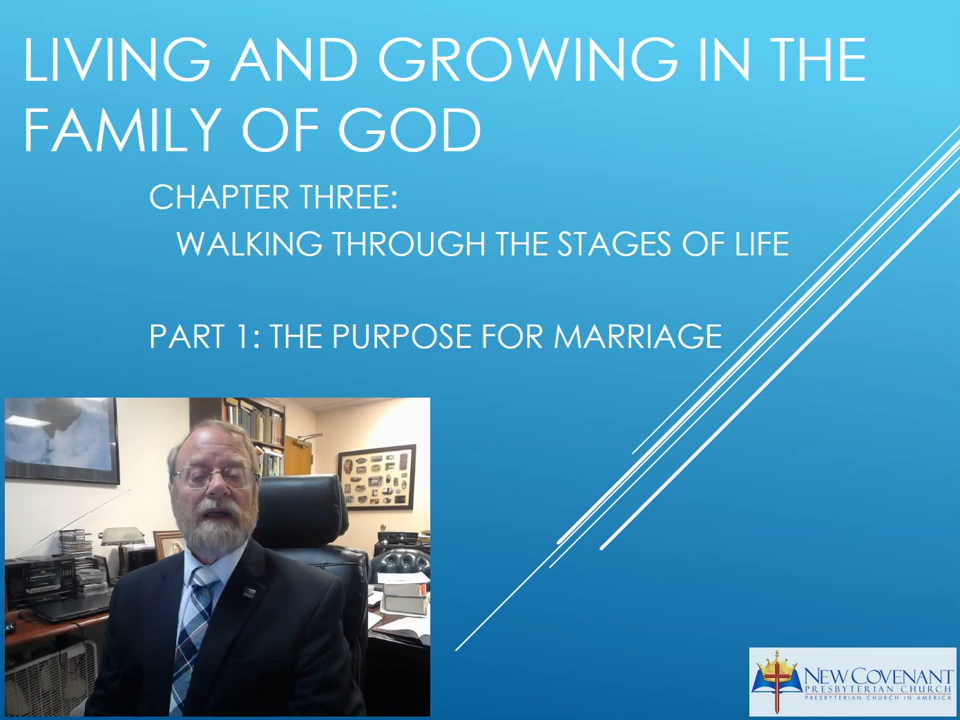 LIVING AND GROWING IN THE
FAMILY OF GOD
CHAPTER THREE:
WALKING THROUGH THE STAGES OF LIFE
PART 1: THE PURPOSE FOR MARRIAGE
NEW COVENANT
PRESBYTERIAN CHURCH
PRESBYTERIAN CHURCH IN AMERICA